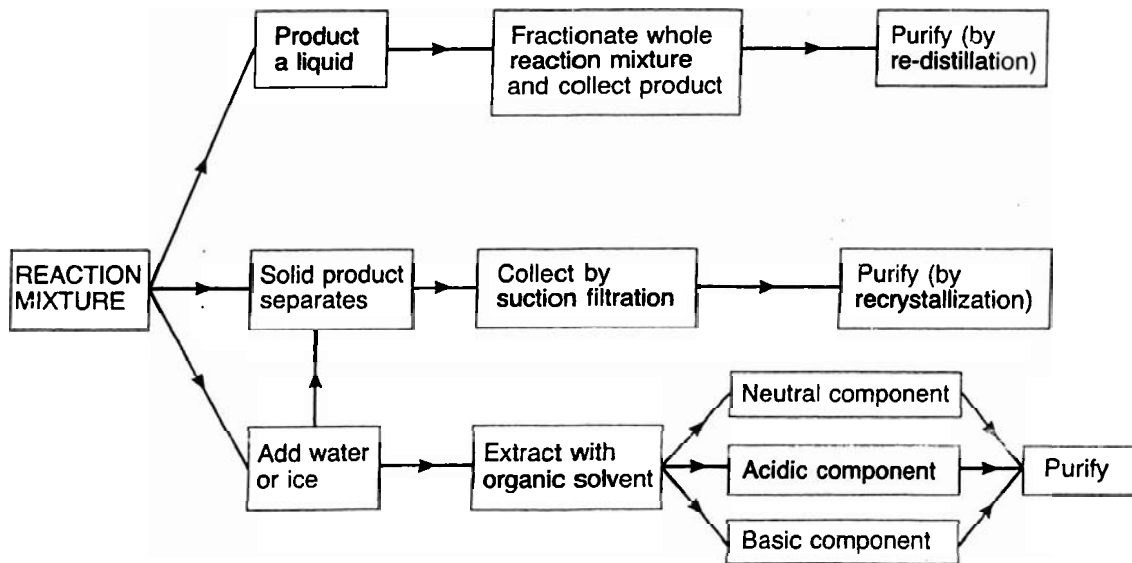 Product
a liquid
Fractionate whole
reaction mixture
and collect product
Purify (by
re-distillation)
REACTION
MIXTURE
Solid product
separates
Collect by
suction filtration
Purify (by
recrystallization)
Add water
or ice
Extract with
organic solvent
Neutral component
Acidic component
Basic component
Purify